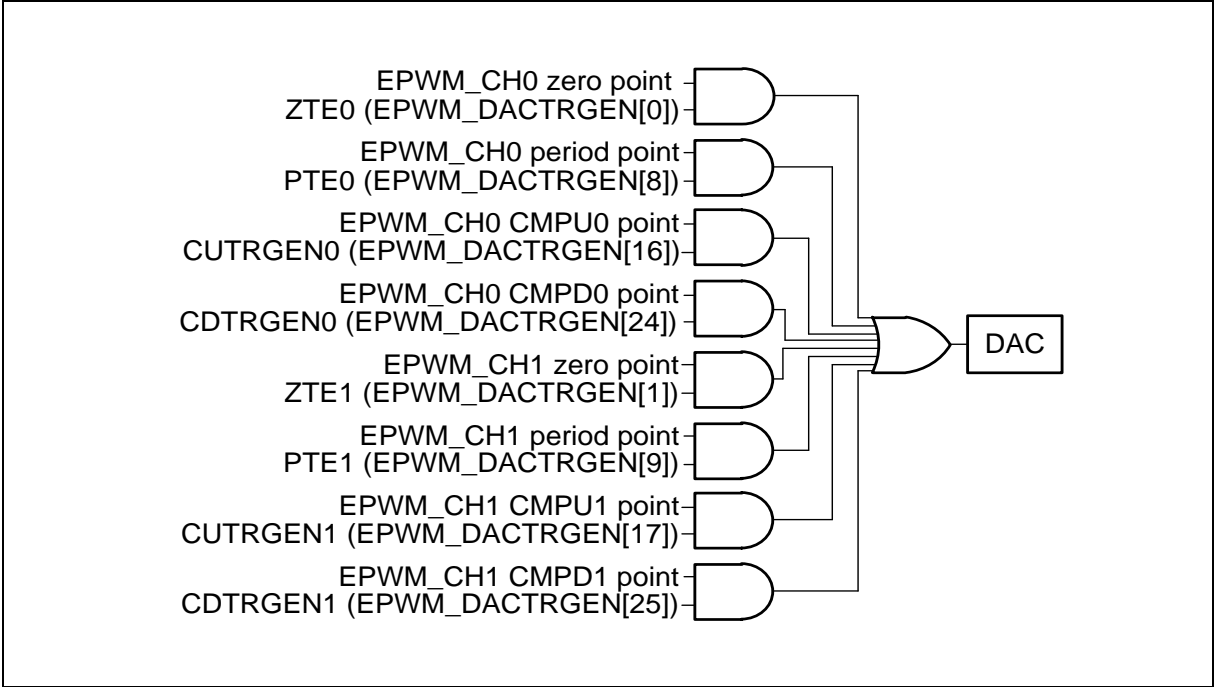 EPWM_CH0 zero point
ZTE0 (EPWM_DACTRGEN[0])
EPWM_CH0 period point
PTE0 (EPWM_DACTRGEN[8])
EPWM_CH0 CMPU0 point
CUTRGEN0 (EPWM_DACTRGEN[16])
EPWM_CH0 CMPD0 point
CDTRGEN0 (EPWM_DACTRGEN[24])
EPWM_CH1 zero point
ZTE1 (EPWM_DACTRGEN[1])
EPWM_CH1 period point
PTE1 (EPWM_DACTRGEN[9])
EPWM_CH1 CMPU1 point
CUTRGEN1 (EPWM_DACTRGEN[17])
EPWM_CH1 CMPD1 point
CDTRGEN1 (EPWM_DACTRGEN[25])
DAC